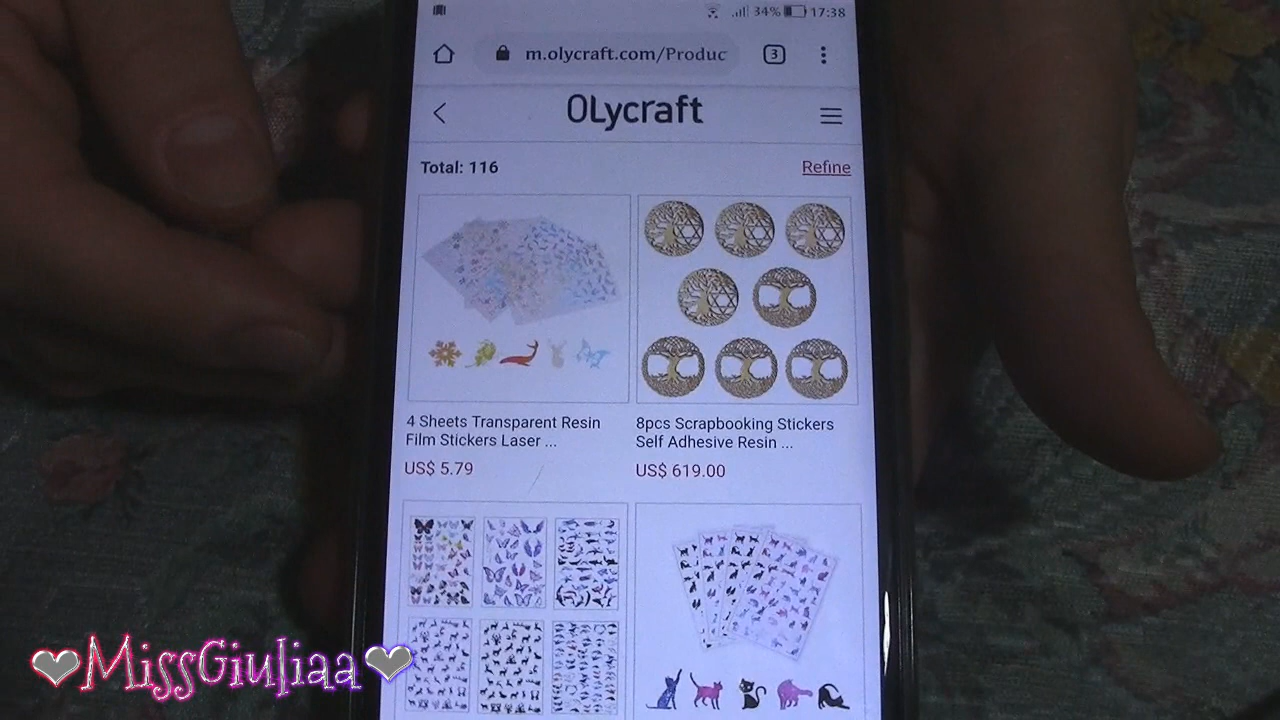 34% 17:38
m.olycraft.com/Produc
3
OLycraft
Total: 116
Refine
4 Sheets Transparent Resin
Film Stickers Laser ...
US$ 5.79
8pcs Scrapbooking Stickers
Self Adhesive Resin ...
US$ 619.00
❤MissGiuliaa❤